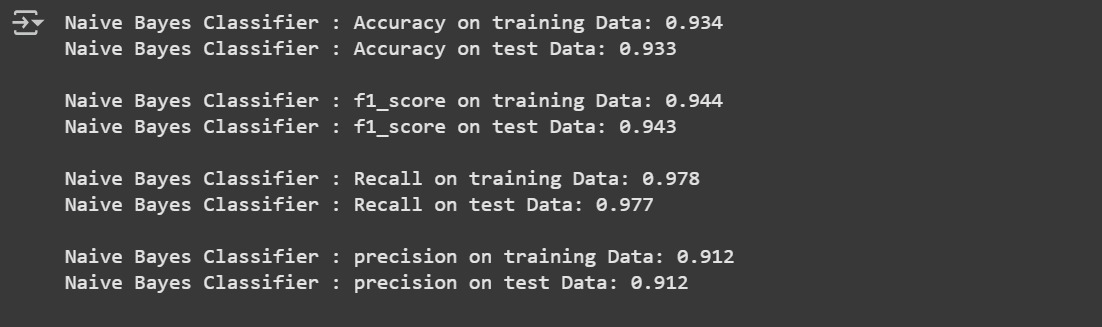 Naive Bayes Classifier : Accuracy on training Data: 0.934
Naive Bayes Classifier : Accuracy on test Data: 0.933
Naive Bayes Classifier : f1_score on training Data: 0.944
Naive Bayes Classifier : f1_score on test Data: 0.943
Naive Bayes Classifier : Recall on training Data: 0.978
Naive Bayes Classifier : Recall on test Data: 0.977
Naive Bayes Classifier : precision on training Data: 0.912
Naive Bayes Classifier : precision on test Data: 0.912